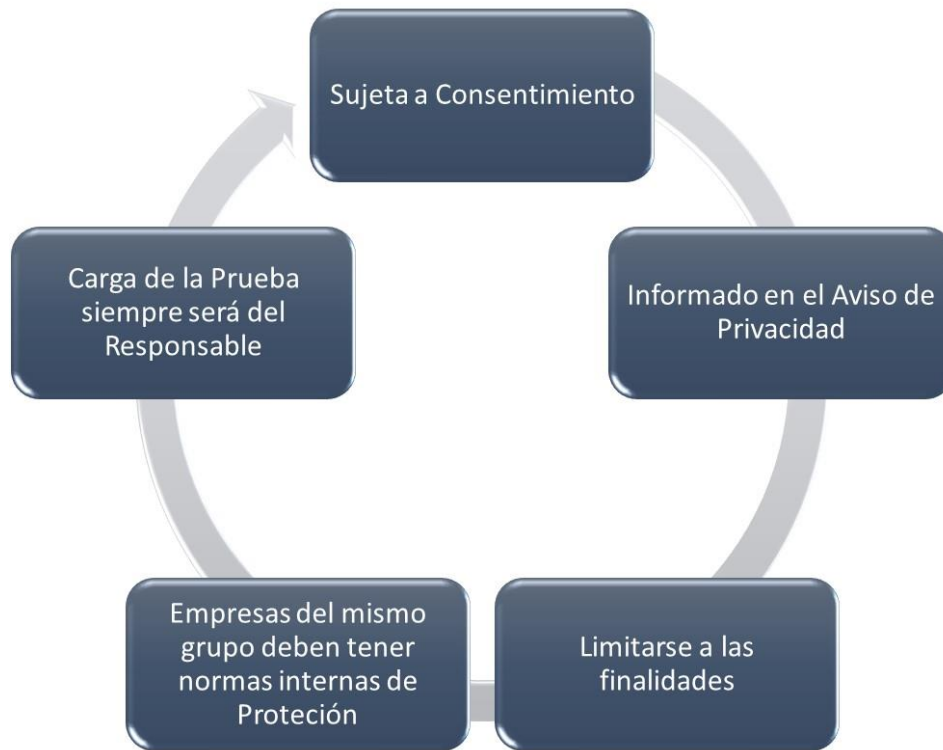 Sujeta a Consentimiento
Informado en el Aviso de
Privacidad
Limitarse a las
finalidades
Empresas del mismo
grupo deben tener
normas internas de
Proteción
Carga de la Prueba
siempre será del
Responsable